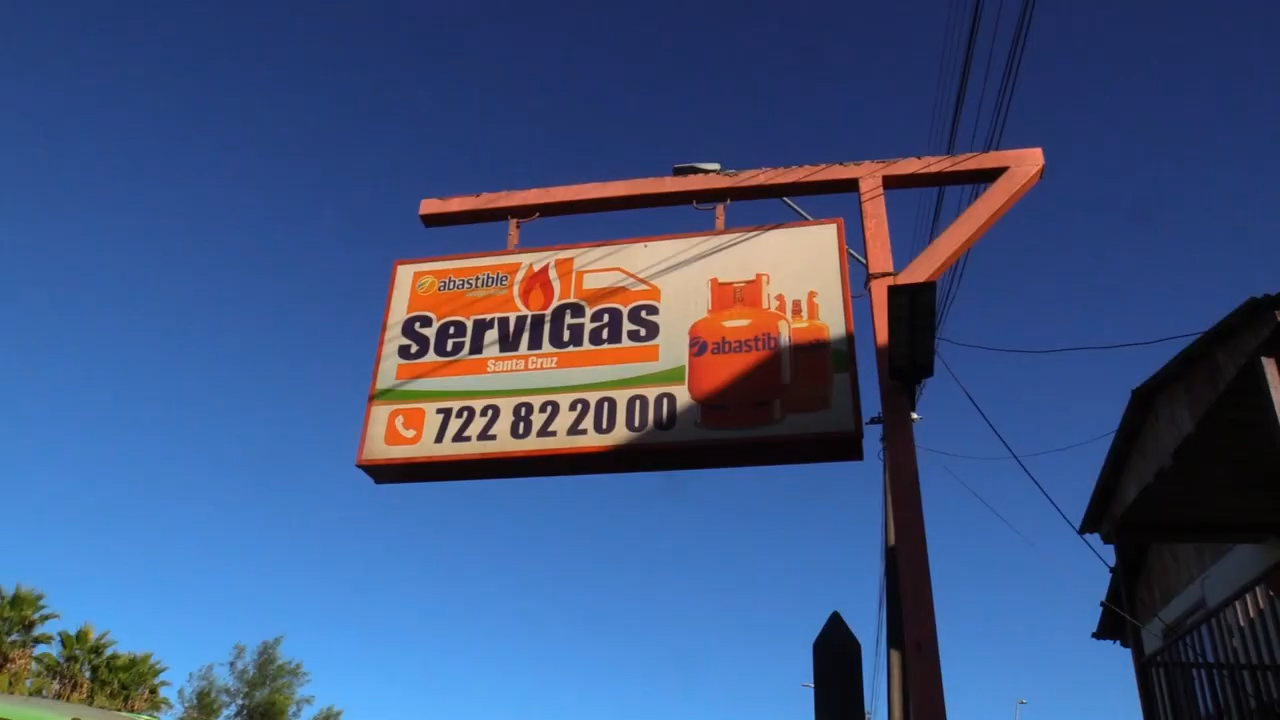 abastible
ServiGas
Santa Cruz
722 82 20 00
abastib